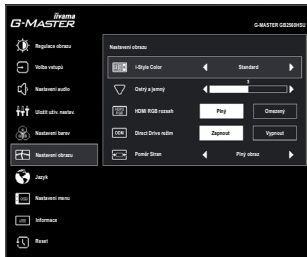 iiyama
G-MASTER
G-MASTER GB2560HSU
Regulace obrazu
Volba vstupů
Nastavení audio
Uložit uživ. nastav.
Nastavení barev
Nastavení obrazu
Jazyk
Nastavení menu
Informace
Reset
Nastavení obrazu
i-Style Color
Standard
Ostrý a jemný
3
HDMI RGB rozsah
Plný
Omezený
Direct Drive režim
Zapnout
Vypnout
Poměr Stran
Plný obraz